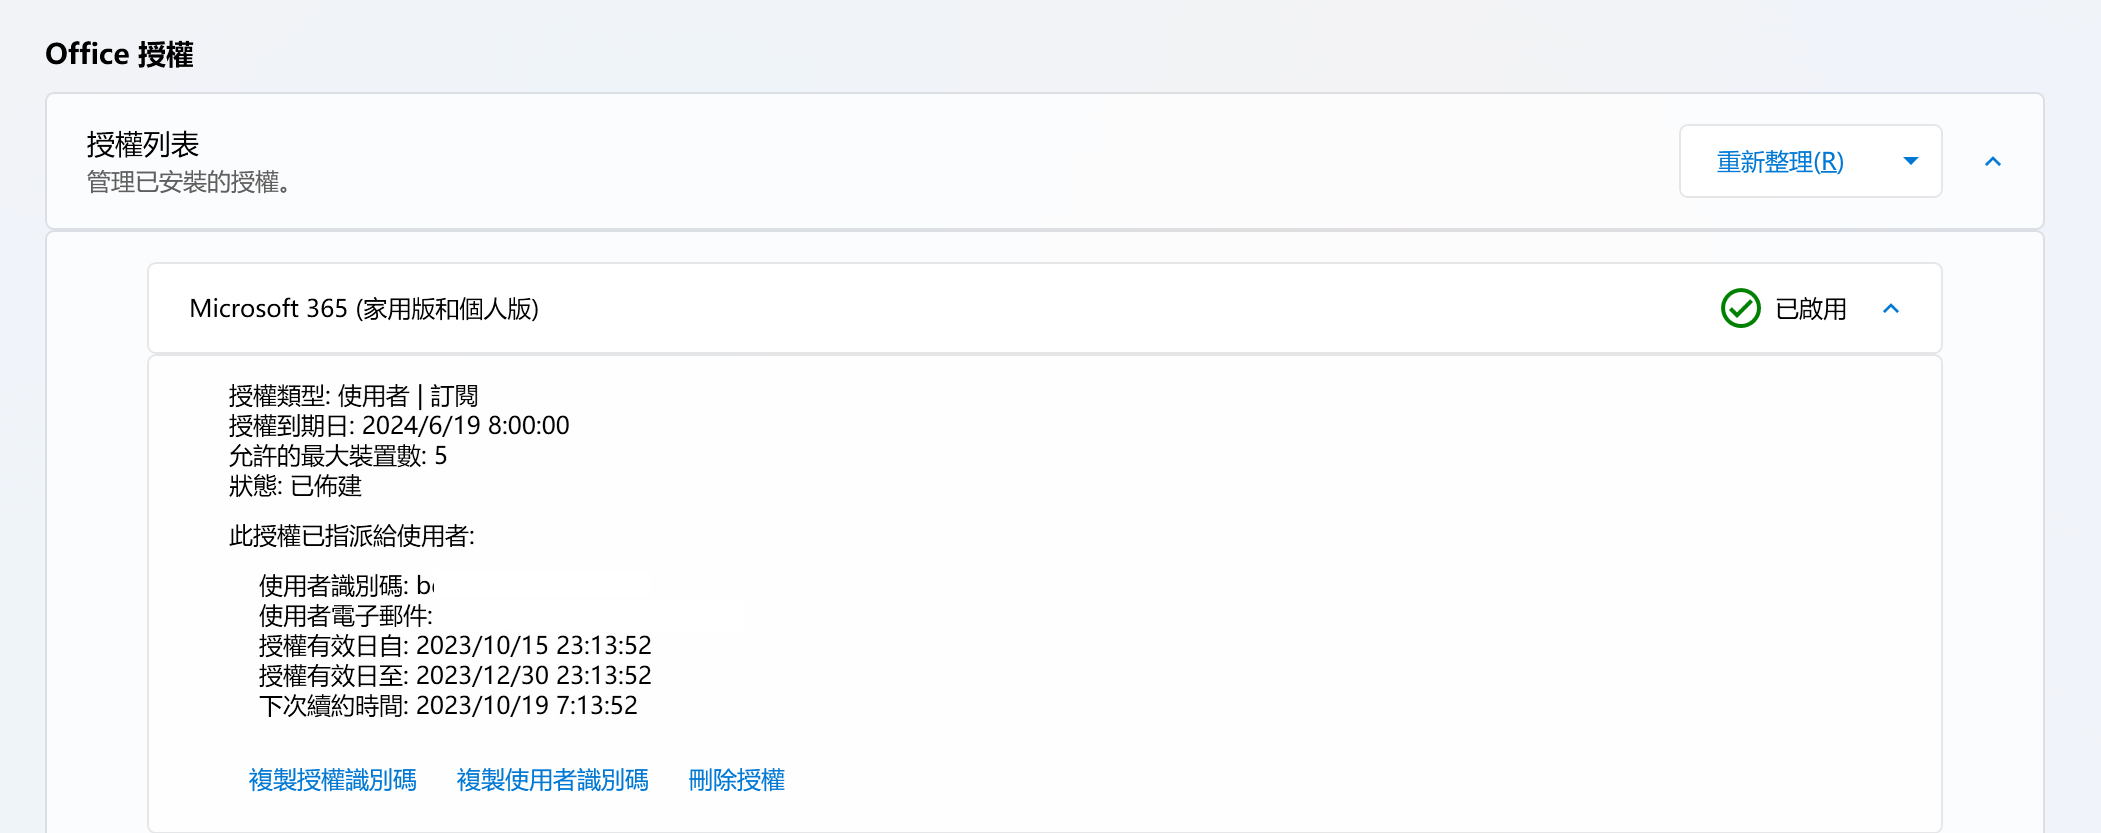 Office 授權
授權列表
管理已安裝的授權。
重新整理(R)
Microsoft 365 (家用版和個人版)
已啟用
授權類型: 使用者 | 訂閱
授權到期日: 2024/6/19 8:00:00
允許的最大裝置數: 5
狀態: 已佈建
此授權已指派給使用者:
使用者識別碼: b
使用者電子郵件:
授權有效日自: 2023/10/15 23:13:52
授權有效日至: 2023/12/30 23:13:52
下次續約時間: 2023/10/19 7:13:52
複製授權識別碼 複製使用者識別碼 刪除授權